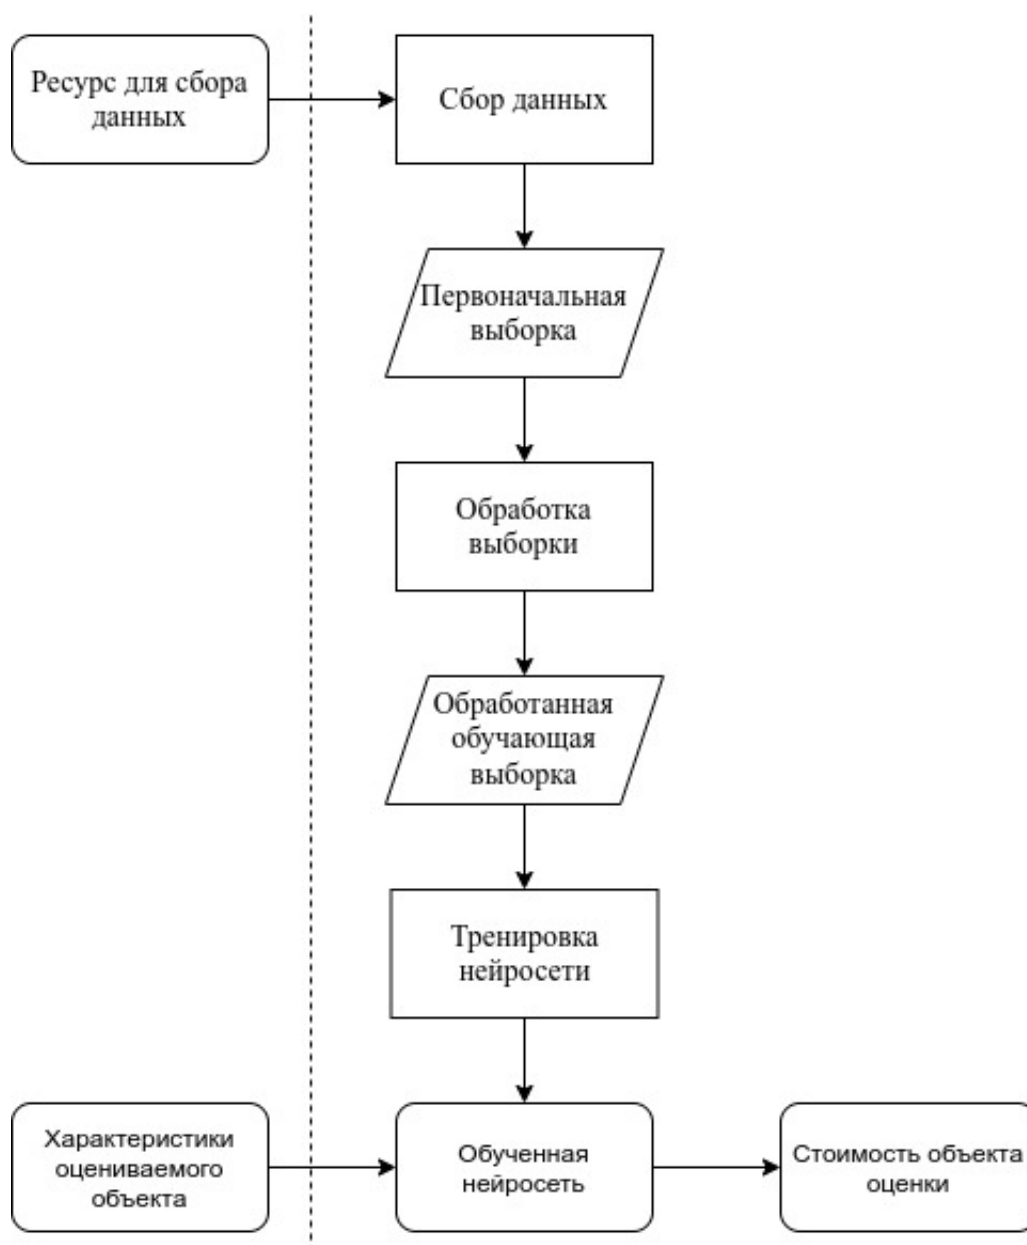 Ресурс для сбора
данных
Сбор данных
Первоначальная
выборка
Обработка
выборки
Обработанная
обучающая
выборка
Тренировка
нейросети
Характеристики
оцениваемого
объекта
Обученная
нейросеть
Стоимость объекта
оценки